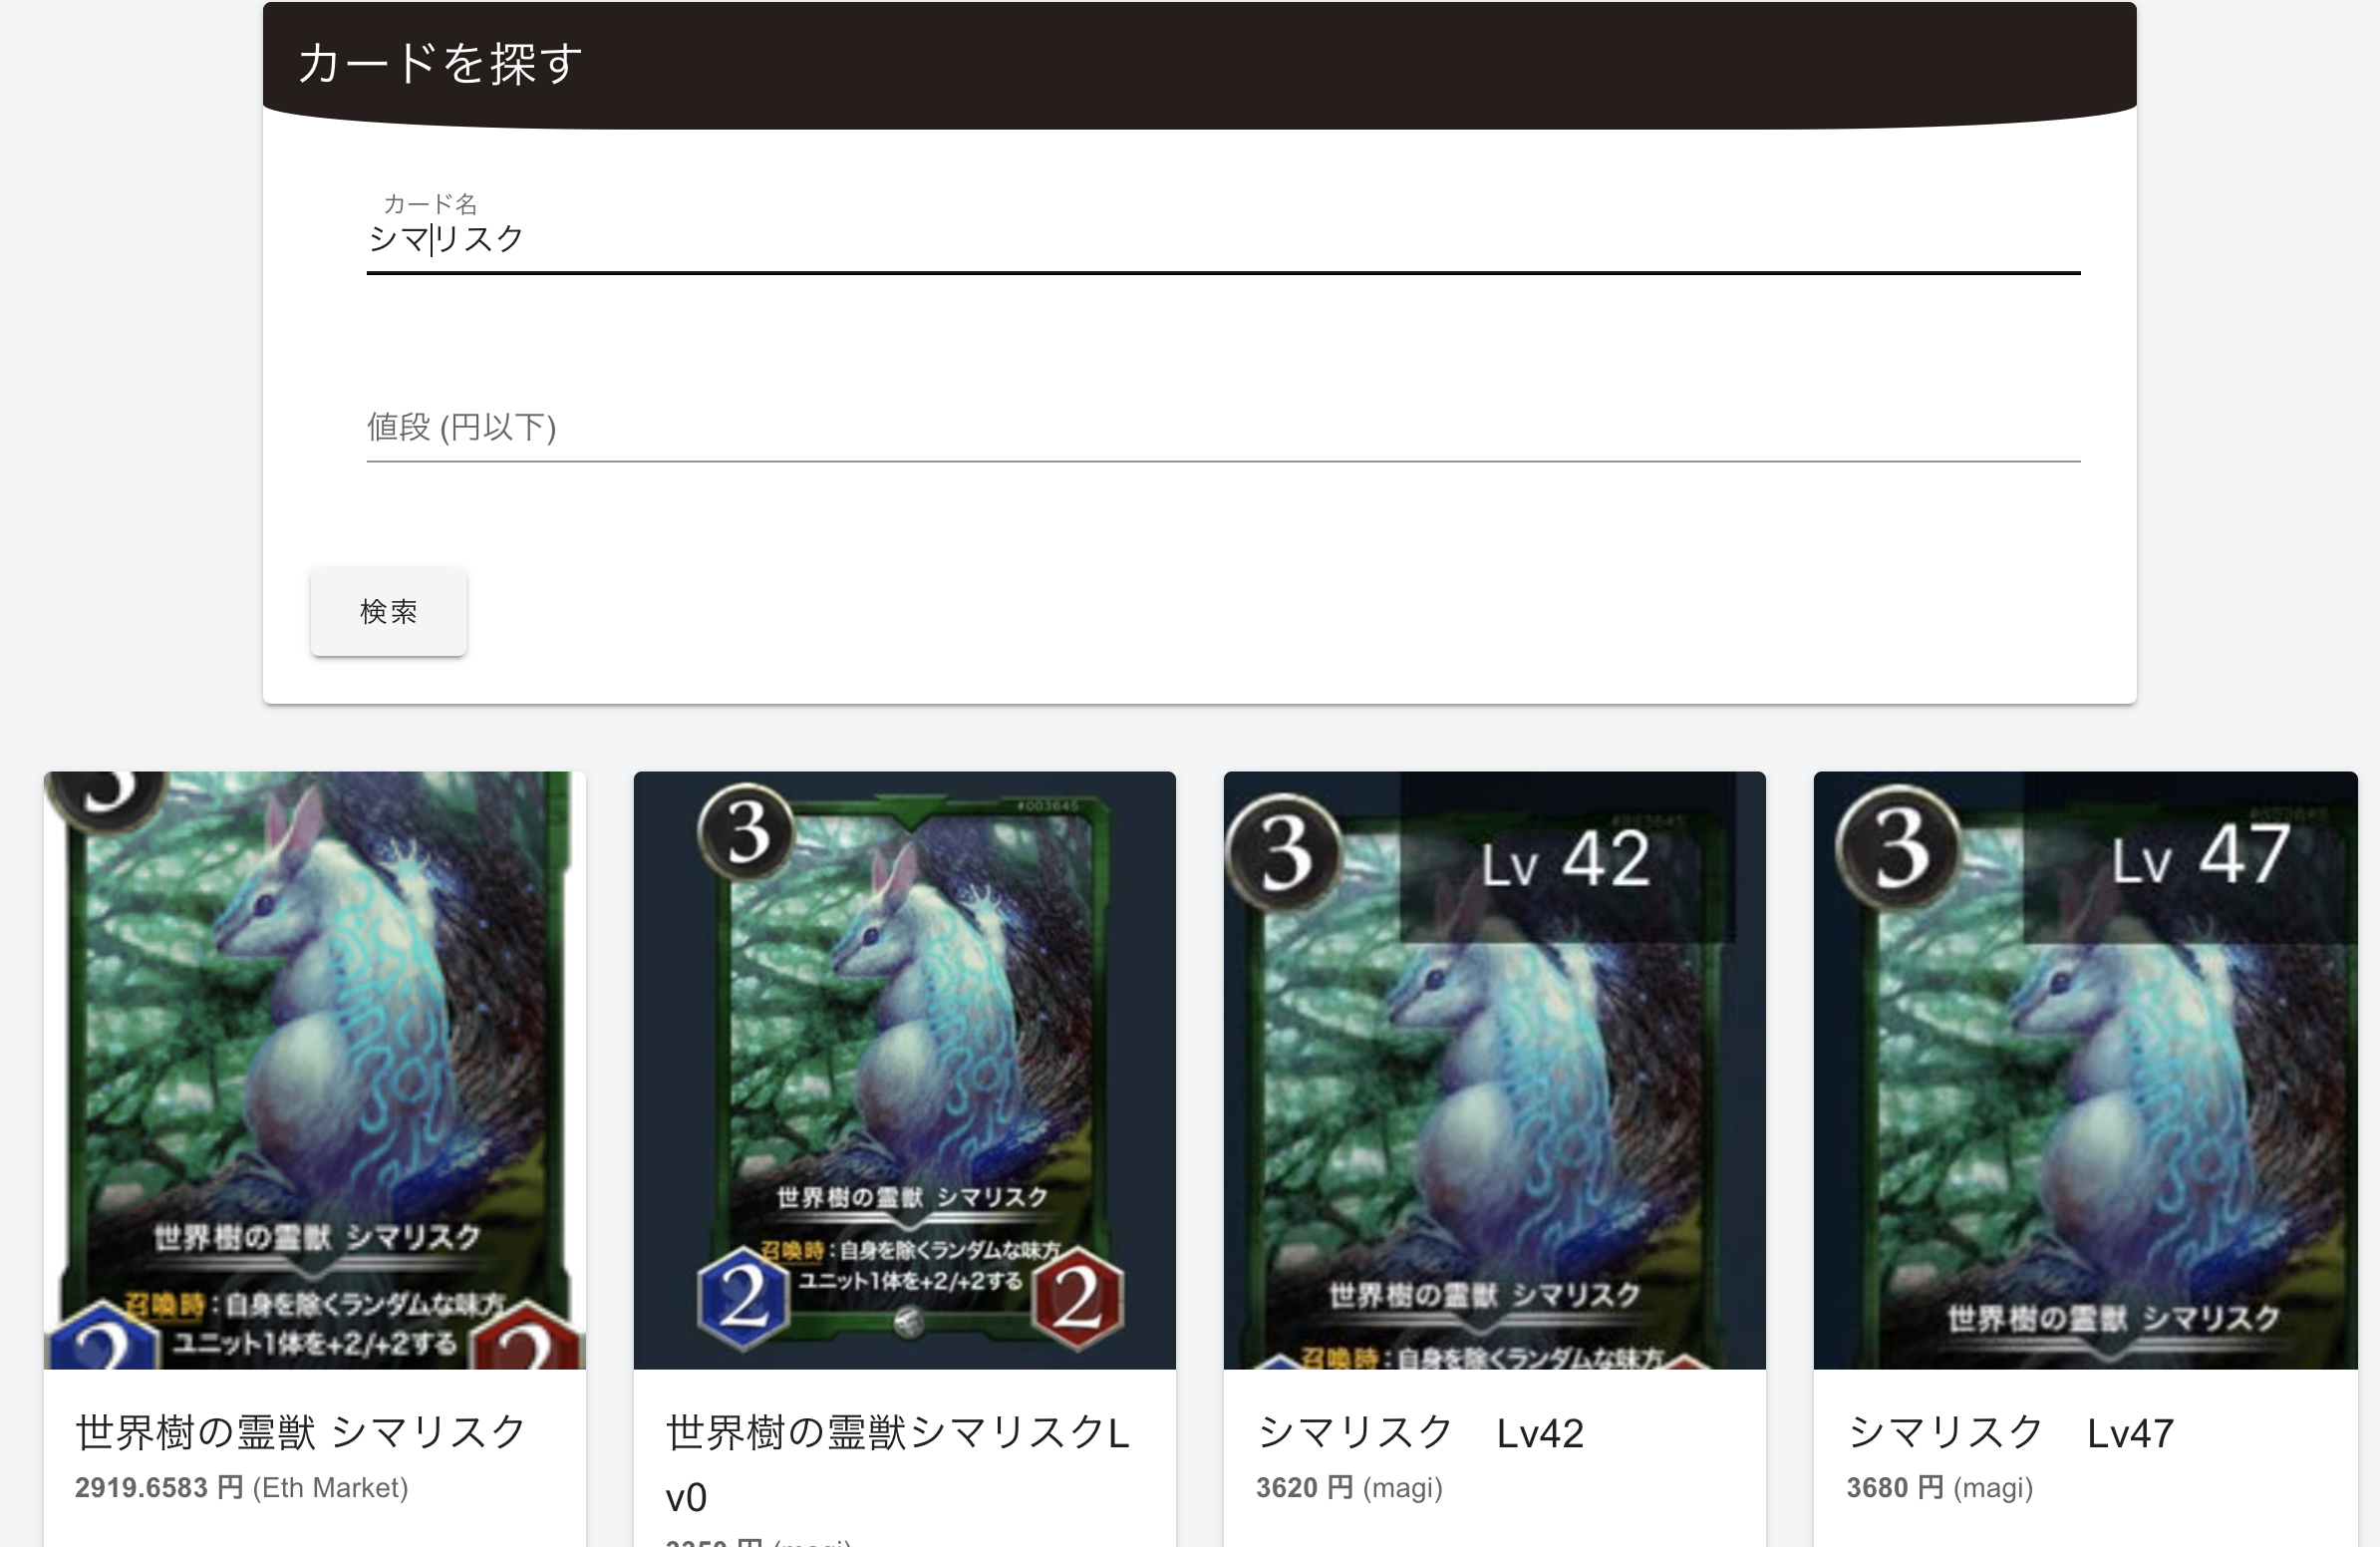 カードを探す
カード名
シマリスク
値段 (円以下)
検索
3
世界樹の霊獣 シマリスク
召喚時：自身を除くランダムな味方
ユニット1体を+2/+2する
2
2
世界樹の霊獣 シマリスク
2919.6583 円 (Eth Market)
#003645
3
世界樹の霊獣 シマリスク
召喚時：自身を除くランダムな味方
ユニット1体を+2/+2する
2
2
世界樹の霊獣シマリスクL
v0
3
Lv 42
世界樹の霊獣 シマリスク
召喚時：自身を除くランダムな味方
シマリスク　Lv42
3620 円 (magi)
3
Lv 47
世界樹の霊獣 シマリスク
シマリスク　Lv47
3680 円 (magi)